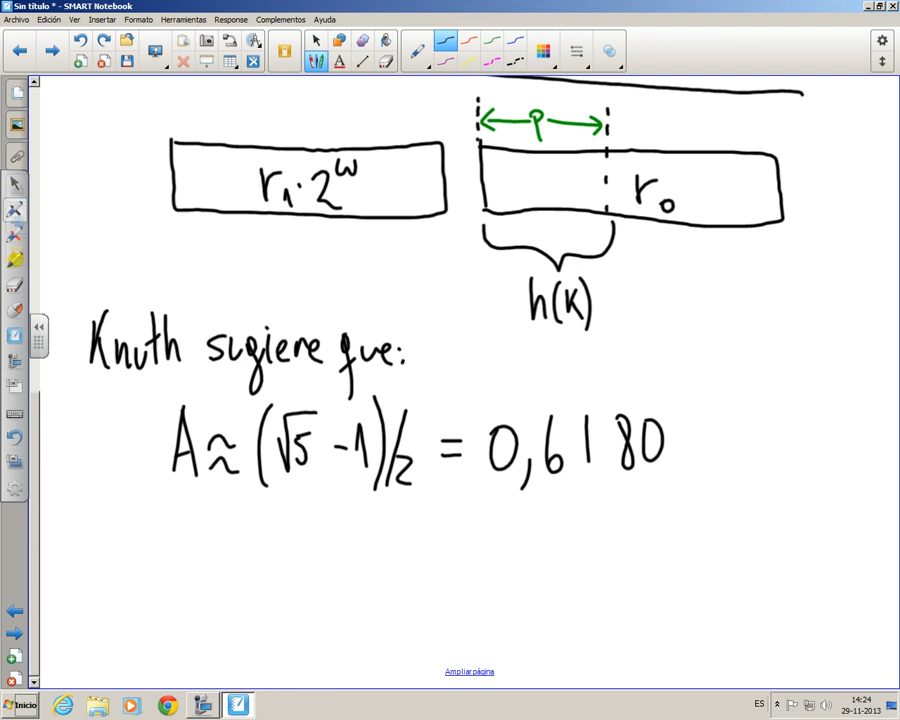 Sin título * - SMART Notebook
Archivo Edición Ver Insertar Formato Herramientas Response Complementos Ayuda
p
r₁·2^w
r₀
h(K)
Knuth sugiere que:
A ≈ (√5 -1)/2 = 0,6180
Ampliar página
Inicio
ES
14:24
29-11-2013